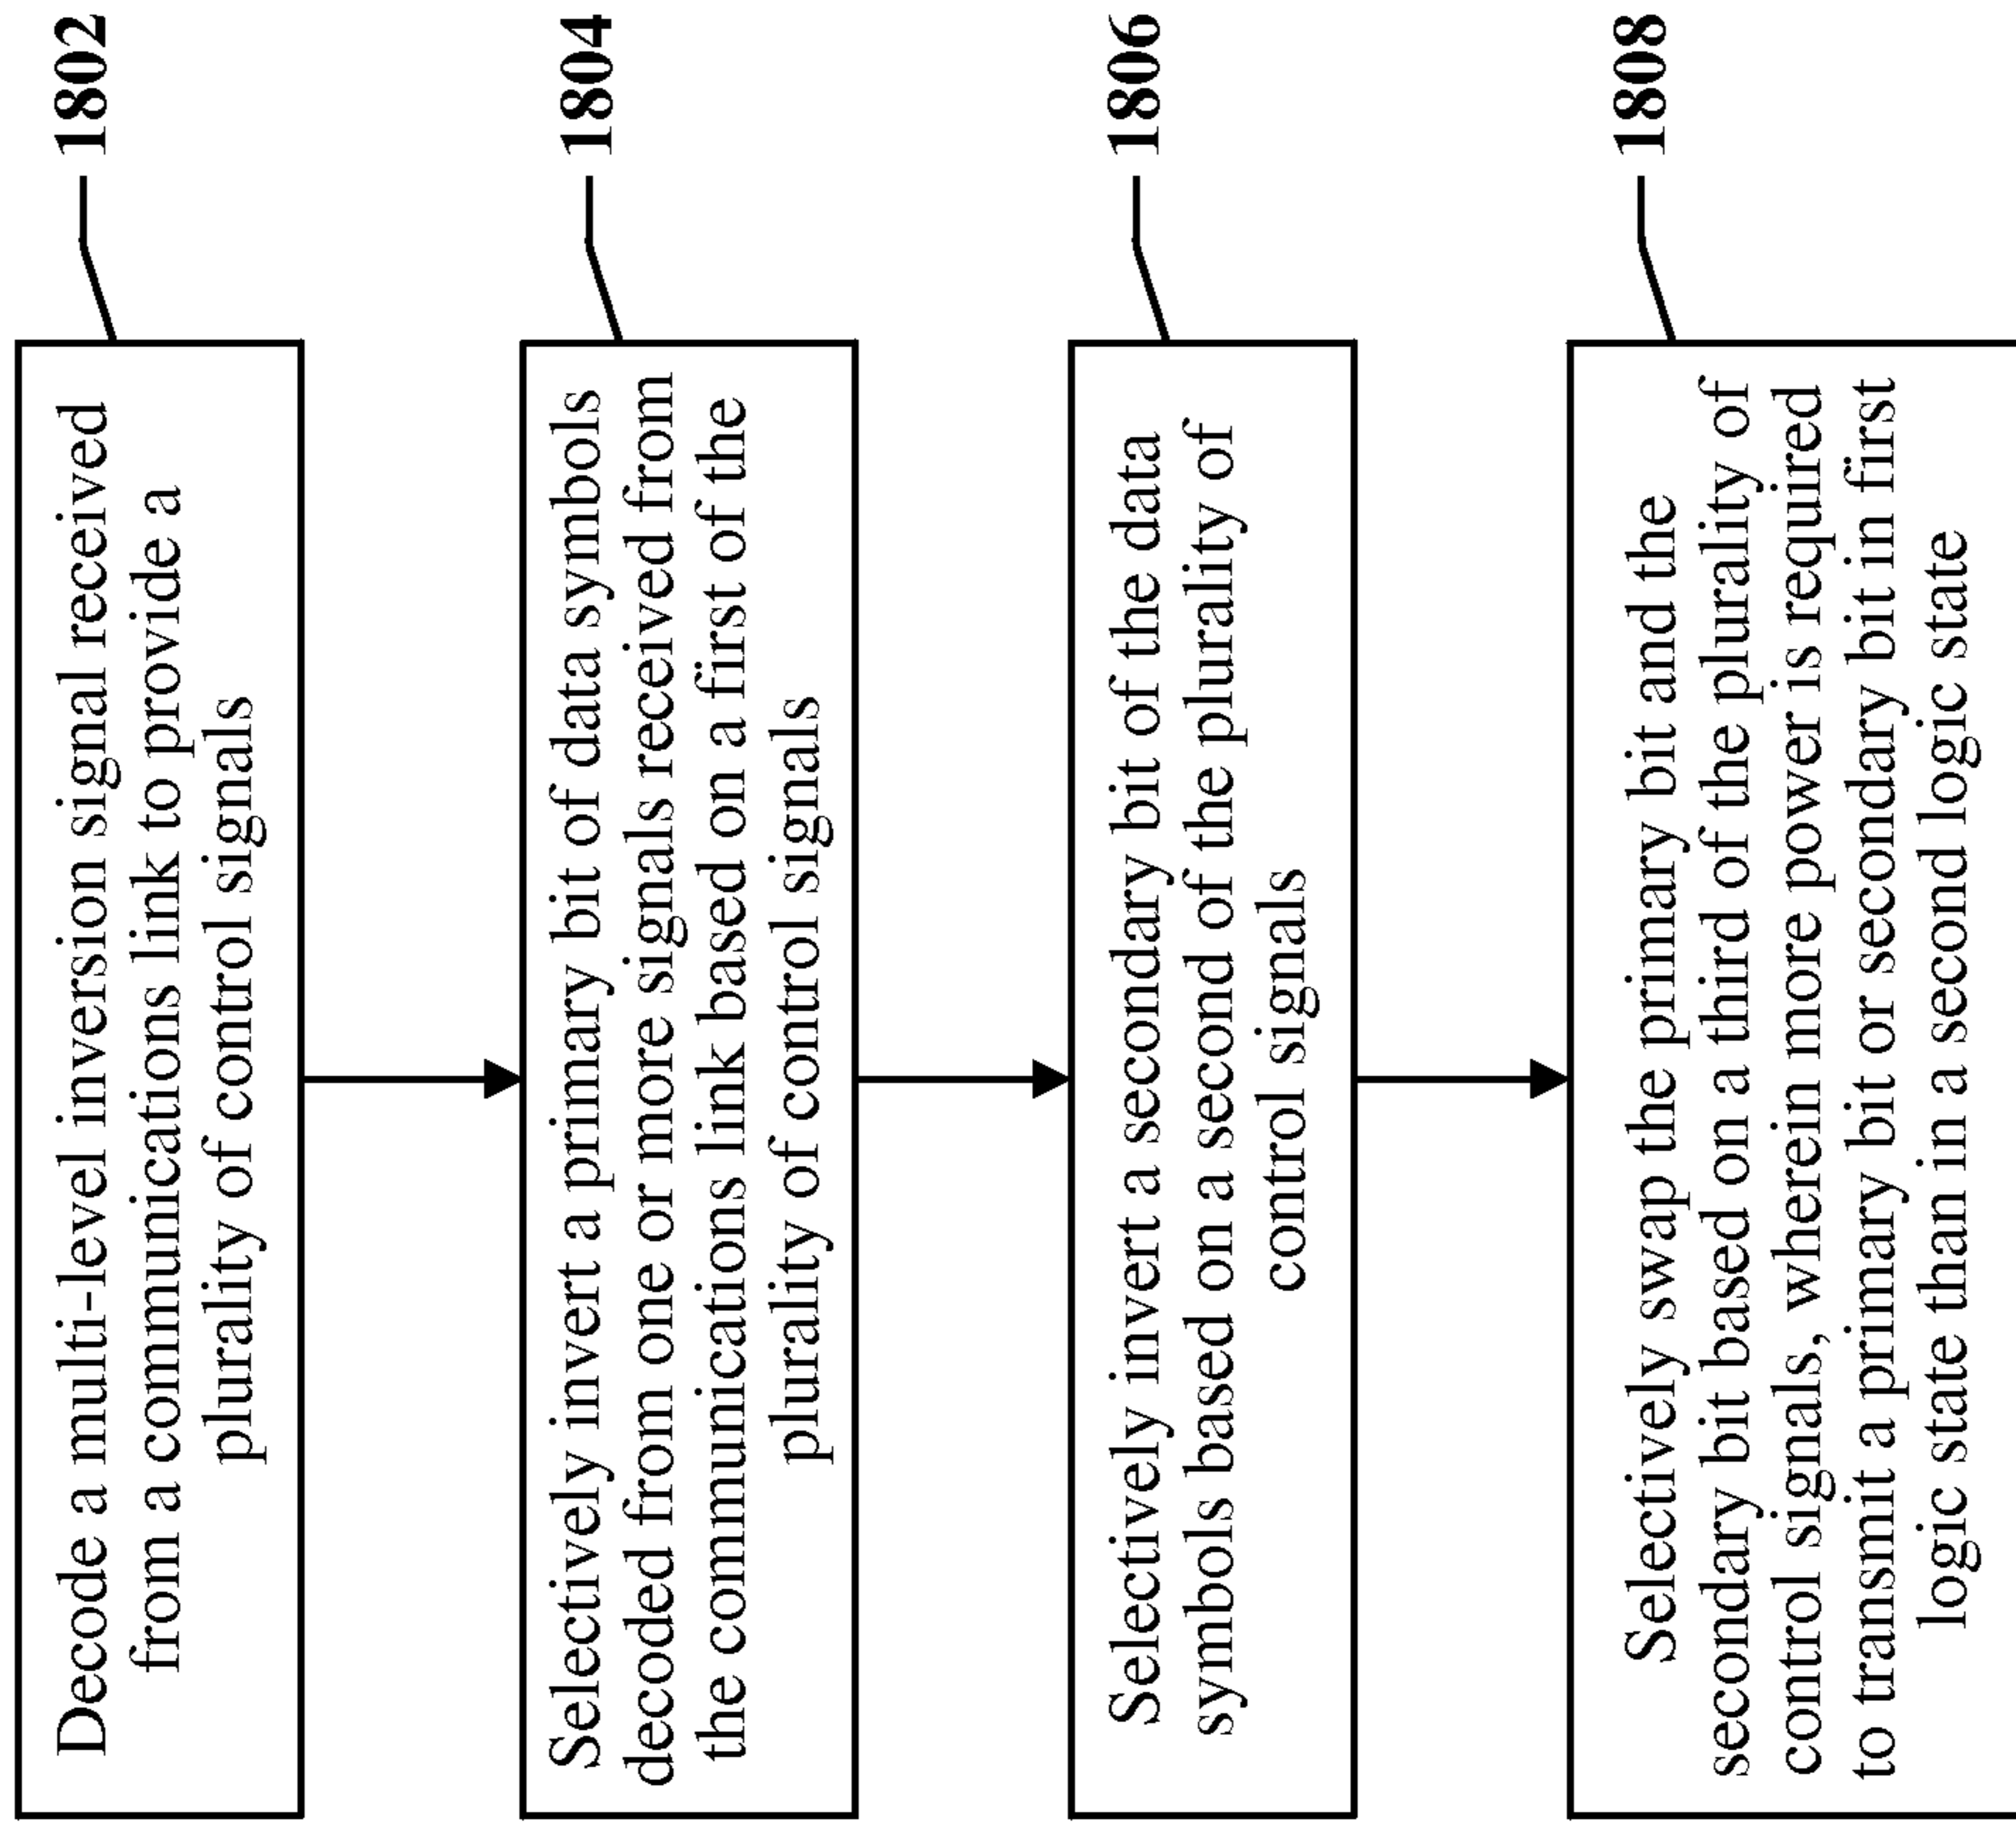 Decode a multi-level inversion signal received
from a communications link to provide a
plurality of control signals
1802
Selectively invert a primary bit of data symbols
decoded from one or more signals received from
the communications link based on a first of the
plurality of control signals
1804
Selectively invert a secondary bit of the data
symbols based on a second of the plurality of
control signals
1806
Selectively swap the primary bit and the
secondary bit based on a third of the plurality of
control signals, wherein more power is required
to transmit a primary bit or secondary bit in first
logic state than in a second logic state
1808